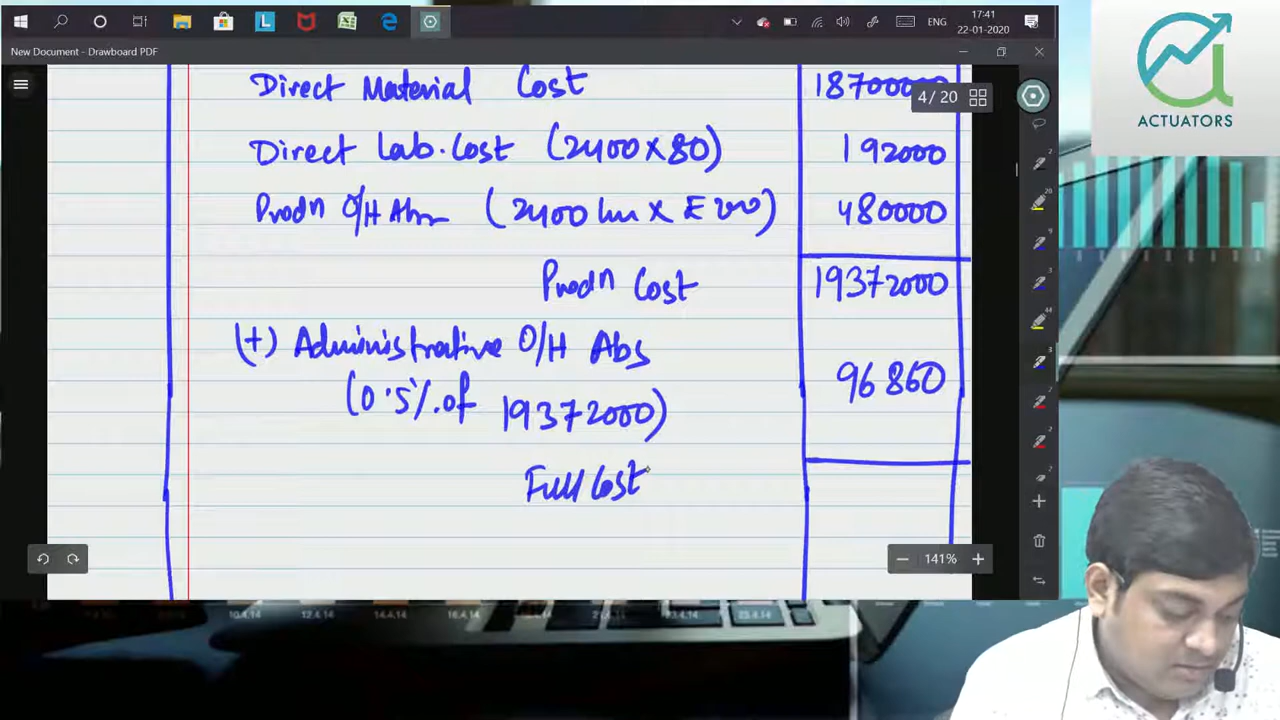 17:41
ENG
22-01-2020
New Document - Drawboard PDF
Direct Material Cost 18700000
4 / 20
ACTUATORS
Direct Lab. Cost (2400 x 80) 192000
Prodn O/H Abs (2400 hrs x £ 200) 480000
Prodn Cost 19372000
(+) Administrative O/H Abs
(0.5% of 19372000) 96860
Full Cost
141%